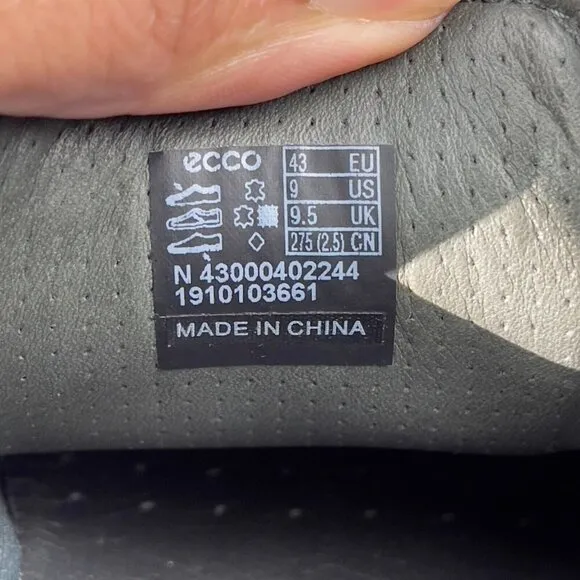 ecco
43 EU
9 US
9.5 UK
275 (2.5) CN
N 43000402244
1910103661
MADE IN CHINA